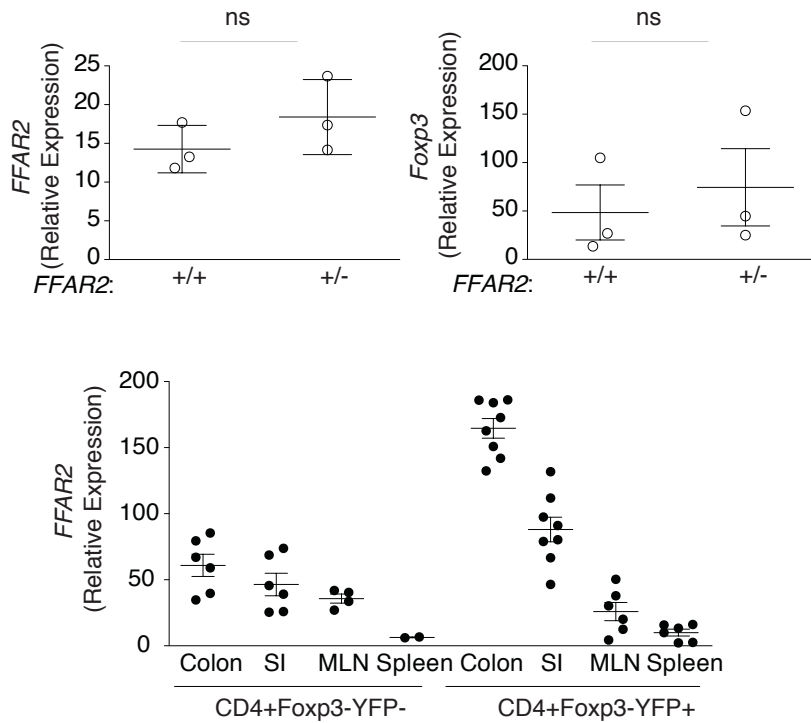 ns
FFAR2
(Relative Expression)
25
20
15
10
5
0
FFAR2: +/+ +/-
ns
Foxp3
(Relative Expression)
200
150
100
50
0
FFAR2: +/+ +/-
FFAR2
(Relative Expression)
200
150
100
50
0
Colon SI MLN Spleen Colon SI MLN Spleen
CD4+Foxp3-YFP- CD4+Foxp3-YFP+